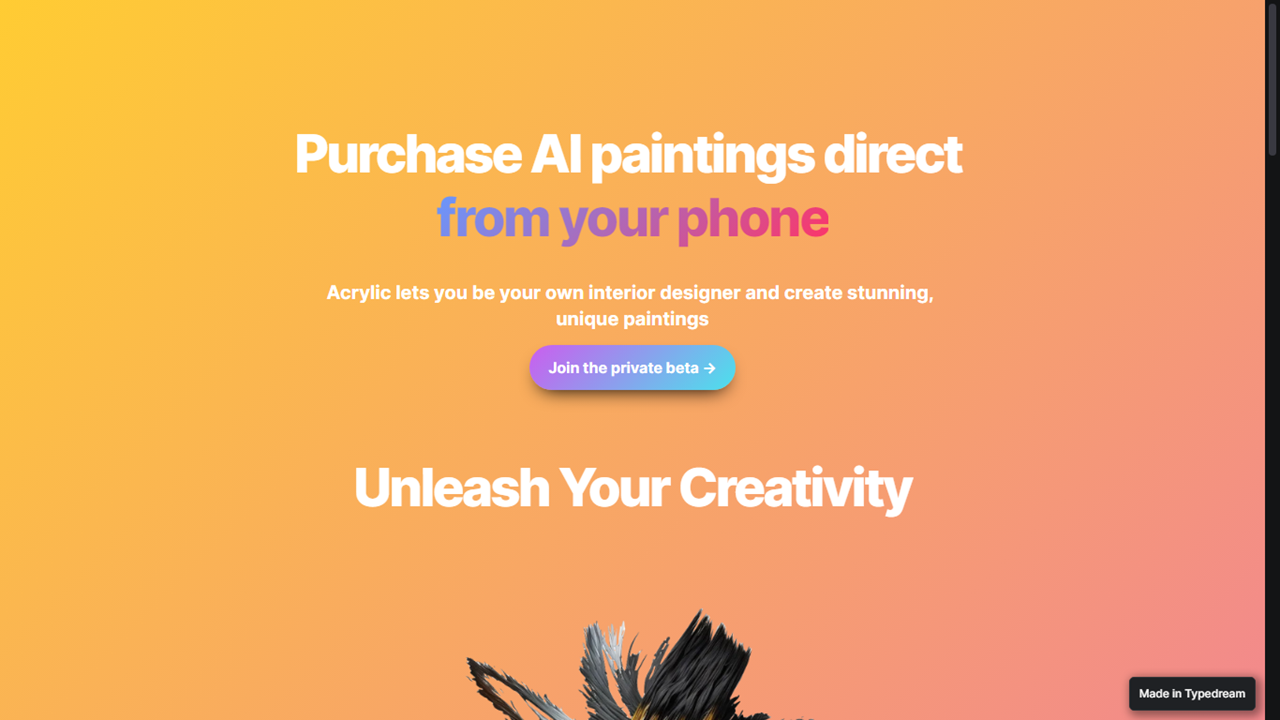 Purchase AI paintings direct
from your phone
Acrylic lets you be your own interior designer and create stunning,
unique paintings
Join the private beta →
Unleash Your Creativity
Made in Typedream